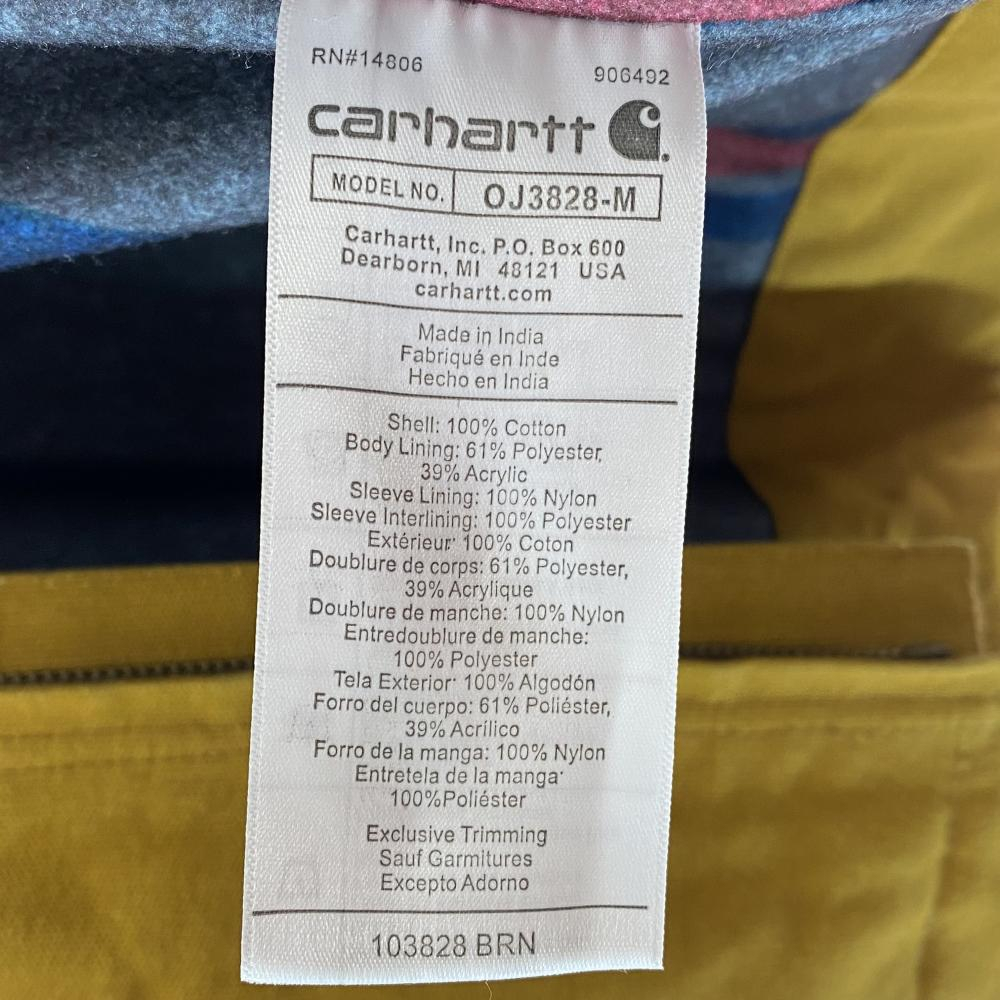 RN#14806
906492
carhartt
MODEL NO. OJ3828-M
Carhartt, Inc. P.O. Box 600
Dearborn, MI 48121 USA
carhartt.com
Made in India
Fabriqué en Inde
Hecho en India
Shell: 100% Cotton
Body Lining: 61% Polyester,
39% Acrylic
Sleeve Lining: 100% Nylon
Sleeve Interlining: 100% Polyester
Extérieur: 100% Coton
Doublure de corps: 61% Polyester,
39% Acrylique
Doublure de manche: 100% Nylon
Entredoublure de manche:
100% Polyester
Tela Exterior: 100% Algodón
Forro del cuerpo: 61% Poliéster,
39% Acrílico
Forro de la manga: 100% Nylon
Entretela de la manga:
100%Poliéster
Exclusive Trimming
Sauf Garmitures
Excepto Adorno
103828 BRN